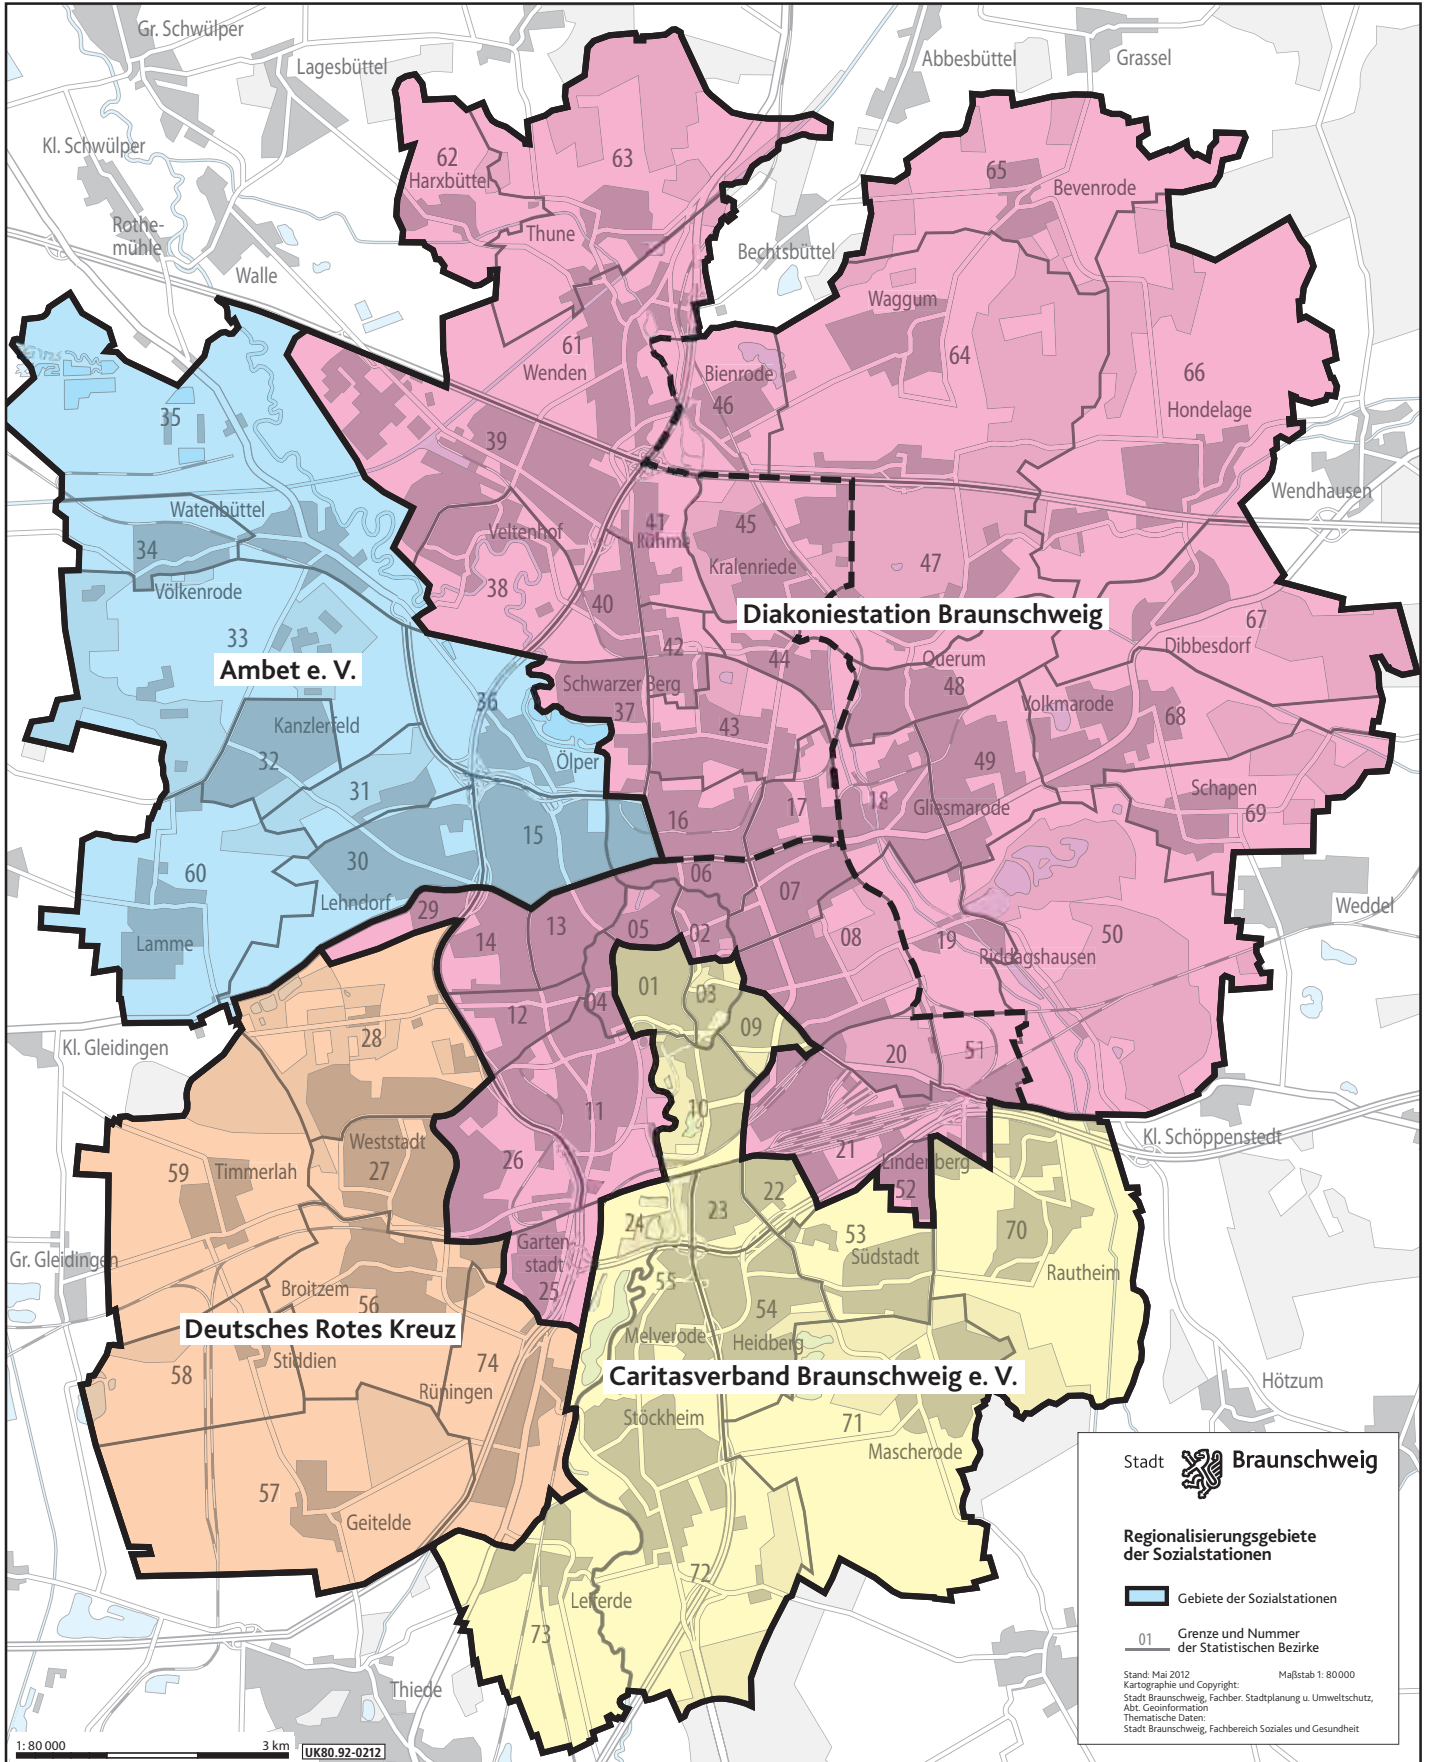 Gr. Schwülper
Lagesbüttel
Abbesbüttel
Grassel
Kl. Schwülper
62
Harxbüttel
63
65
Bevenrode
Rothe-
mühle
Thune
Bechtsbüttel
Walle
Waggum
61
Wenden
64
66
Bienrode
46
Hondelage
35
39
Wendhausen
Watenbüttel
34
Veltenhof
41
Rühme
45
Kralenriede
47
Völkenrode
38
40
Diakoniestation Braunschweig
67
Dibbesdorf
33
Ambet e. V.
42
44
Querum
48
Schwarzer Berg
37
36
Volkmarode
68
Kanzlerfeld
32
43
Ölper
49
31
Schapen
69
16
17
18
Gliesmarode
15
30
60
Lehndorf
06
07
Weddel
29
13
05
02
08
19
50
Lamme
14
Riddagshausen
01
03
04
12
09
28
Kl. Gleidingen
20
51
11
10
Kl. Schöppenstedt
Weststadt
27
59
Timmerlah
26
21
Lindenberg
52
22
23
24
53
Südstadt
70
Rautheim
Gr. Gleidingen
Garten-
stadt
25
Broitzem
56
55
54
Deutsches Rotes Kreuz
Melverode
Heidberg
Stiddien
58
74
Rüningen
Caritasverband Braunschweig e. V.
Hötzum
Stöckheim
71
Mascherode
57
Geitelde
72
Leiferde
73
Thiede
Stadt Braunschweig
Regionalisierungsgebiete
der Sozialstationen
Gebiete der Sozialstationen
01
Grenze und Nummer
der Statistischen Bezirke
Stand: Mai 2012 Maßstab 1: 80 000
Kartographie und Copyright:
Stadt Braunschweig, Fachber. Stadtplanung u. Umweltschutz,
Abt. Geoinformation
Thematische Daten:
Stadt Braunschweig, Fachbereich Soziales und Gesundheit
1: 80 000 3 km UK80.92-0212